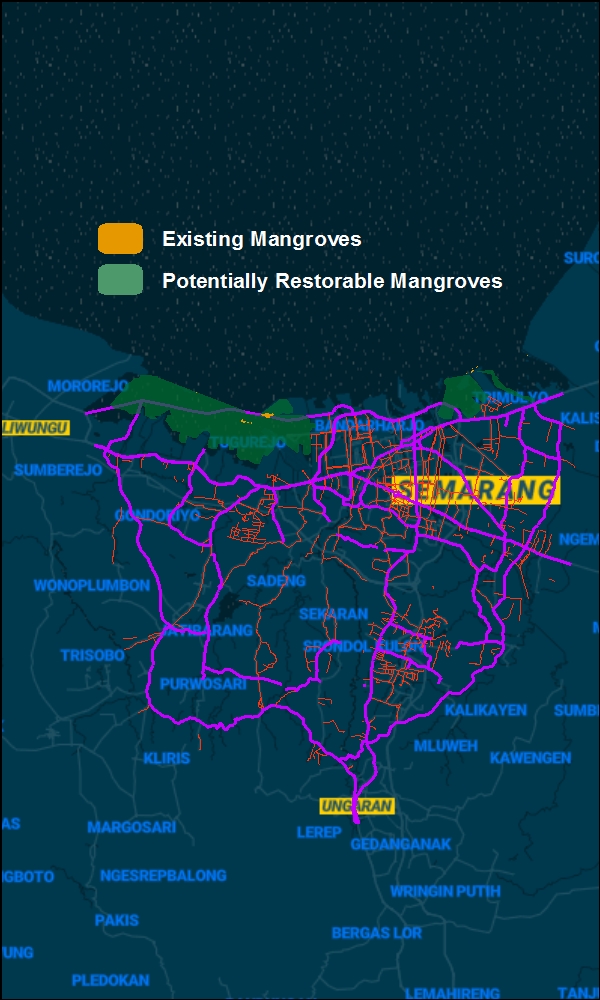 Existing Mangroves
SURO
Potentially Restorable Mangroves
MOROREJO
TRIMULYO
LIWUNGU
BANDARHARJO
KALIS
TUGUREJO
SUMBEREJO
SEMARANG
GONDORIYO
NGEM
WONOPLUMBON
SADENG
SEKARAN
JATIBARANG
SRONDOL KULON
TRISOBO
PURWOSARI
KALIKAYEN
SUMB
MLUWEH
KLIRIS
KAWENGEN
UNGARAN
AS
MARGOSARI
LEREP
GEDANGANAK
GBOTO
NGESREPBALONG
WRINGIN PUTIH
PAKIS
BERGAS LOR
UNG
PLEDOKAN
LEMAHIRENG
TANJ